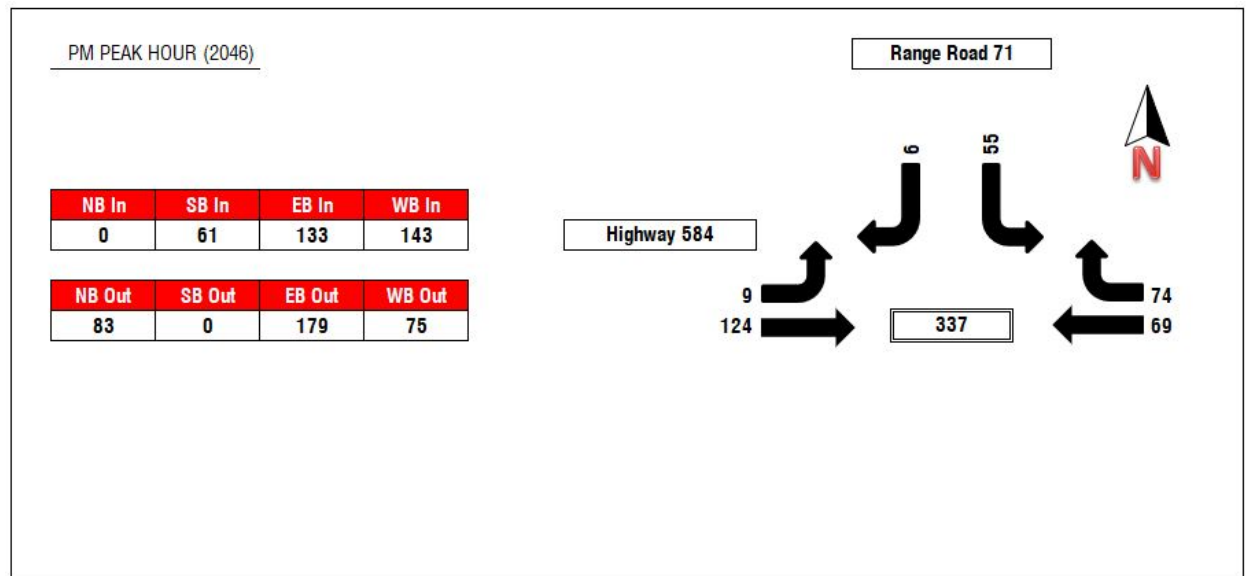 PM PEAK HOUR (2046)
Range Road 71
N
6 55
NB In SB In EB In WB In
0 61 133 143
Highway 584
NB Out SB Out EB Out WB Out
83 0 179 75
9
124
337
74
69